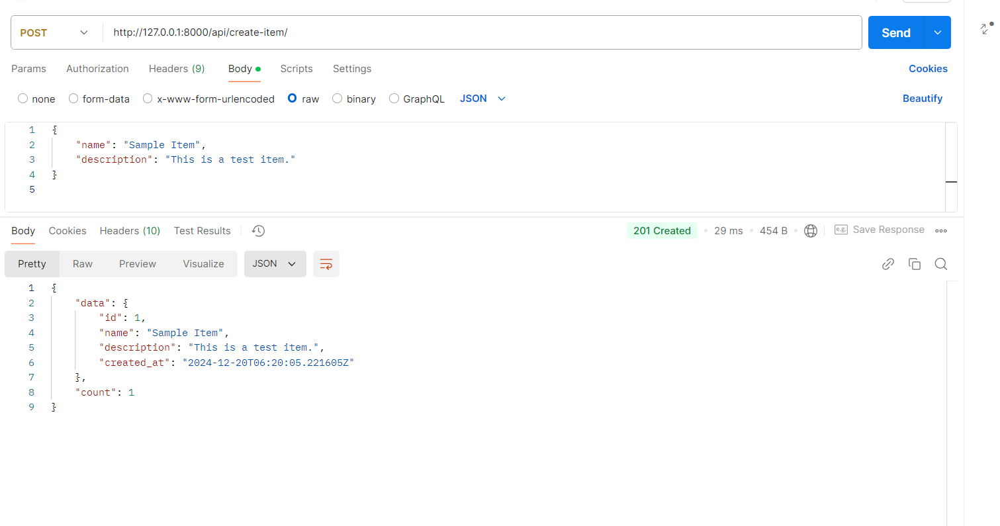 POST http://127.0.0.1:8000/api/create-item/ Send
Params Authorization Headers (9) Body Scripts Settings Cookies
none form-data x-www-form-urlencoded raw binary GraphQL JSON Beautify
1 {
2 "name": "Sample Item",
3 "description": "This is a test item."
4 }
5
Body Cookies Headers (10) Test Results 201 Created 29 ms 454 B e.g. Save Response
Pretty Raw Preview Visualize JSON
1 {
2 "data": {
3 "id": 1,
4 "name": "Sample Item",
5 "description": "This is a test item.",
6 "created_at": "2024-12-20T06:20:05.221605Z"
7 },
8 "count": 1
9 }